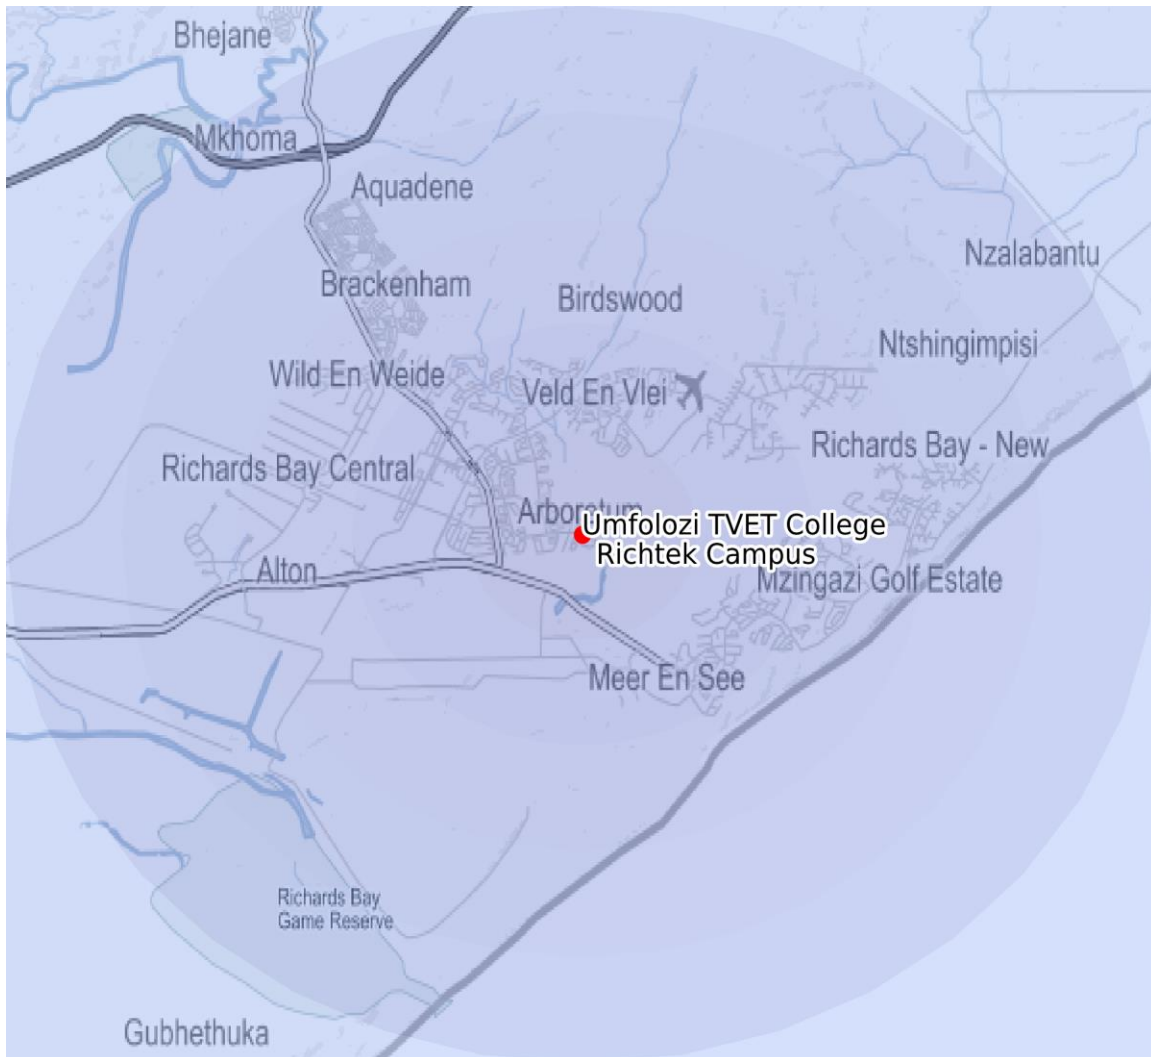 Bhejane
Mkhoma
Aquadene
Nzalabantu
Brackenham
Birdswood
Ntshingimpisi
Wild En Weide
Veld En Vlei
Richards Bay - New
Richards Bay Central
Arboretum
Umfolozi TVET College
Richtek Campus
Alton
Mzingazi Golf Estate
Meer En See
Richards Bay
Game Reserve
Gubhethuka